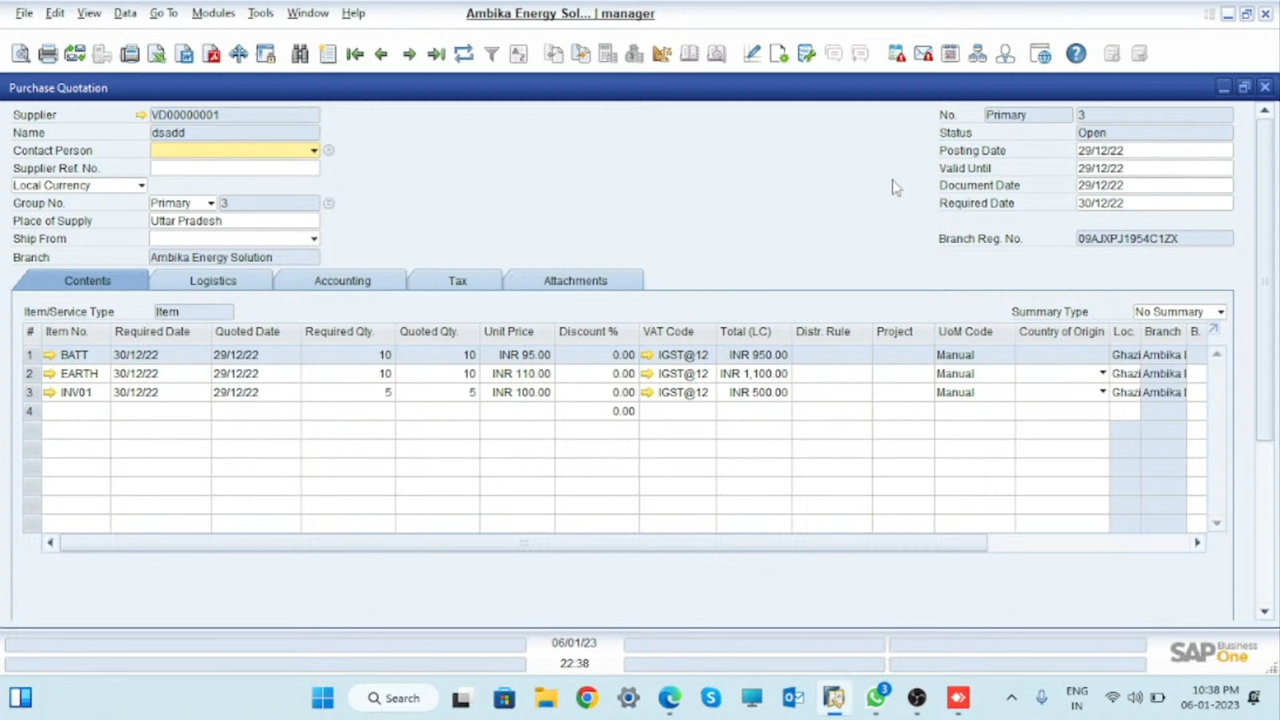 File Edit View Data Go To Modules Tools Window Help Ambika Energy Sol... | manager
Purchase Quotation
Supplier VD00000001 No. Primary 3
Name dsadd Status Open
Contact Person Posting Date 29/12/22
Supplier Ref. No. Valid Until 29/12/22
Local Currency Document Date 29/12/22
Group No. Primary 3 Required Date 30/12/22
Place of Supply Uttar Pradesh
Ship From Branch Reg. No. 09AJXPJ1954C1ZX
Branch Ambika Energy Solution
Contents Logistics Accounting Tax Attachments
Item/Service Type Item Summary Type No Summary
# Item No. Required Date Quoted Date Required Qty. Quoted Qty. Unit Price Discount % VAT Code Total (LC) Distr. Rule Project UoM Code Country of Origin Loc. Branch B.
1 BATT 30/12/22 29/12/22 10 10 INR 95.00 0.00 IGST@12 INR 950.00 Manual Ghazi Ambika I
2 EARTH 30/12/22 29/12/22 10 10 INR 110.00 0.00 IGST@12 INR 1,100.00 Manual Ghazi Ambika I
3 INV01 30/12/22 29/12/22 5 5 INR 100.00 0.00 IGST@12 INR 500.00 Manual Ghazi Ambika I
4 0.00
06/01/23
22:38
SAP Business One
Search 3 ENG IN 10:38 PM 06-01-2023